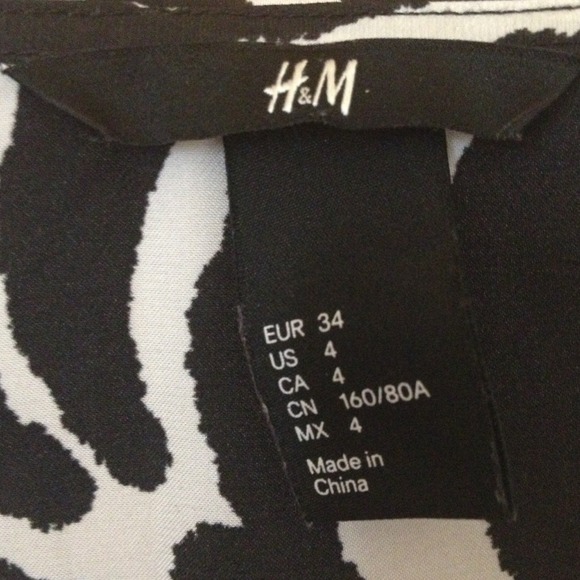 H&M
EUR 34
US 4
CA 4
CN 160/80A
MX 4
Made in
China